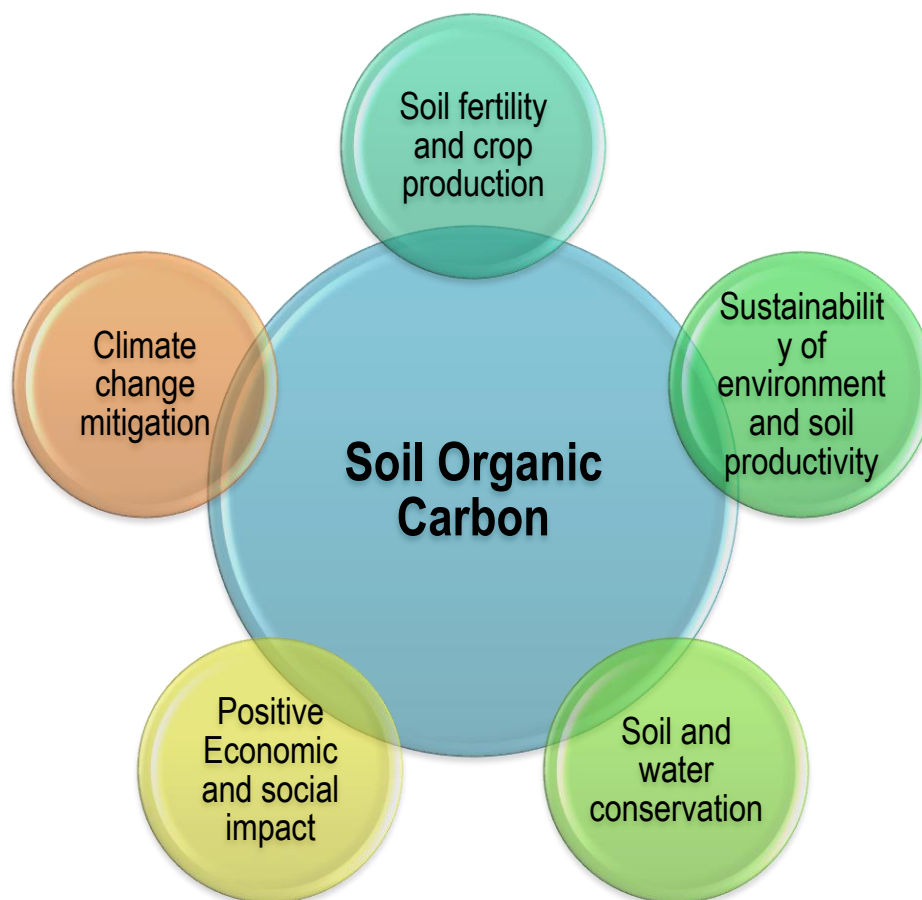 Soil fertility
and crop
production
Sustainabilit
y of
environment
and soil
productivity
Climate
change
mitigation
Soil Organic
Carbon
Positive
Economic
and social
impact
Soil and
water
conservation